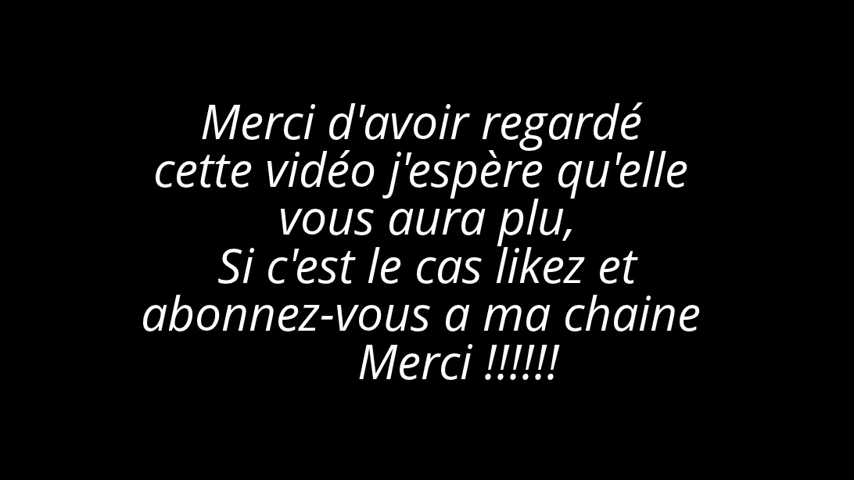 Merci d'avoir regardé
cette vidéo j'espère qu'elle
vous aura plu,
Si c'est le cas likez et
abonnez-vous a ma chaine
Merci !!!!!!